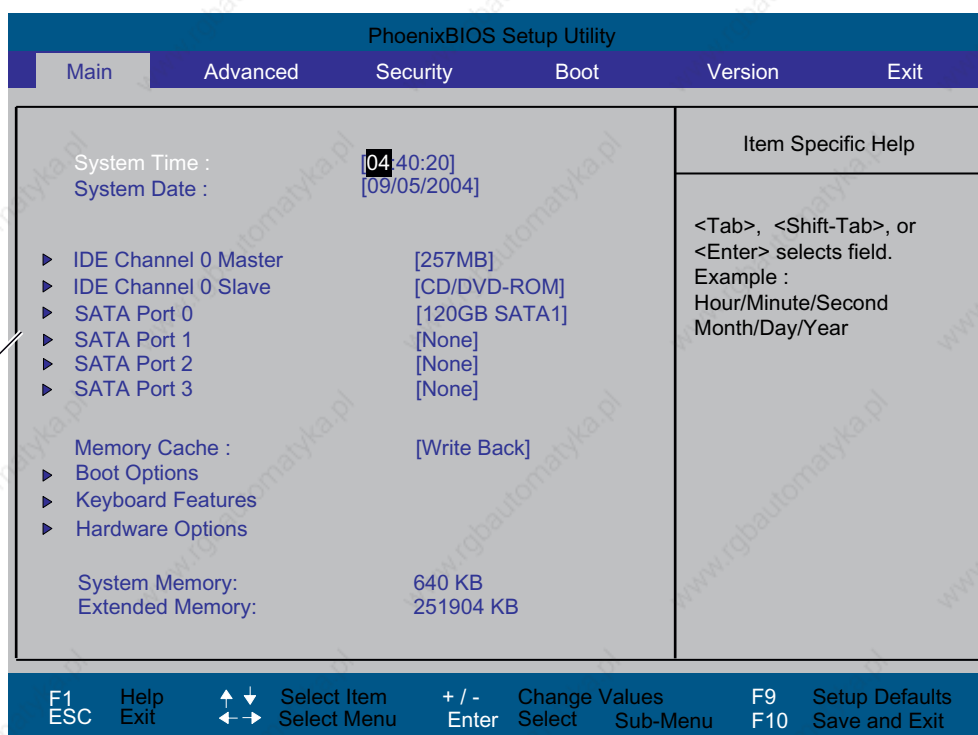 PhoenixBIOS Setup Utility
Main Advanced Security Boot Version Exit
Item Specific Help
System Time : [04:40:20]
System Date : [09/05/2004]
<Tab>, <Shift-Tab>, or
<Enter> selects field.
Example :
Hour/Minute/Second
Month/Day/Year
IDE Channel 0 Master [257MB]
IDE Channel 0 Slave [CD/DVD-ROM]
SATA Port 0 [120GB SATA1]
SATA Port 1 [None]
SATA Port 2 [None]
SATA Port 3 [None]
Memory Cache : [Write Back]
Boot Options
Keyboard Features
Hardware Options
System Memory: 640 KB
Extended Memory: 251904 KB
F1 Help Select Item + / - Change Values F9 Setup Defaults
ESC Exit Select Menu Enter Select Sub-Menu F10 Save and Exit
www.rgbautomatyka.pl